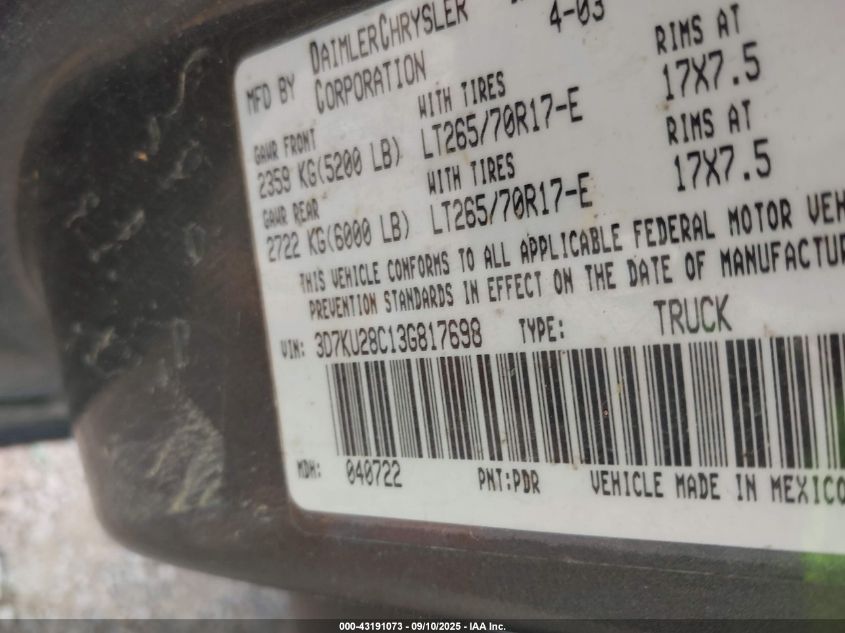 MFD BY DAIMLERCHRYSLER CORPORATION 4-03
GAWR FRONT WITH TIRES RIMS AT
2359 KG(5200 LB) LT265/70R17-E 17X7.5
GAWR REAR WITH TIRES RIMS AT
2722 KG(6000 LB) LT265/70R17-E 17X7.5
THIS VEHICLE CONFORMS TO ALL APPLICABLE FEDERAL MOTOR VEH
PREVENTION STANDARDS IN EFFECT ON THE DATE OF MANUFACTU
VIN: 3D7KU28C13G817698 TYPE: TRUCK
MDH: 040722 PNT:PDR VEHICLE MADE IN MEXICO
000-43191073 - 09/10/2025 - IAA Inc.